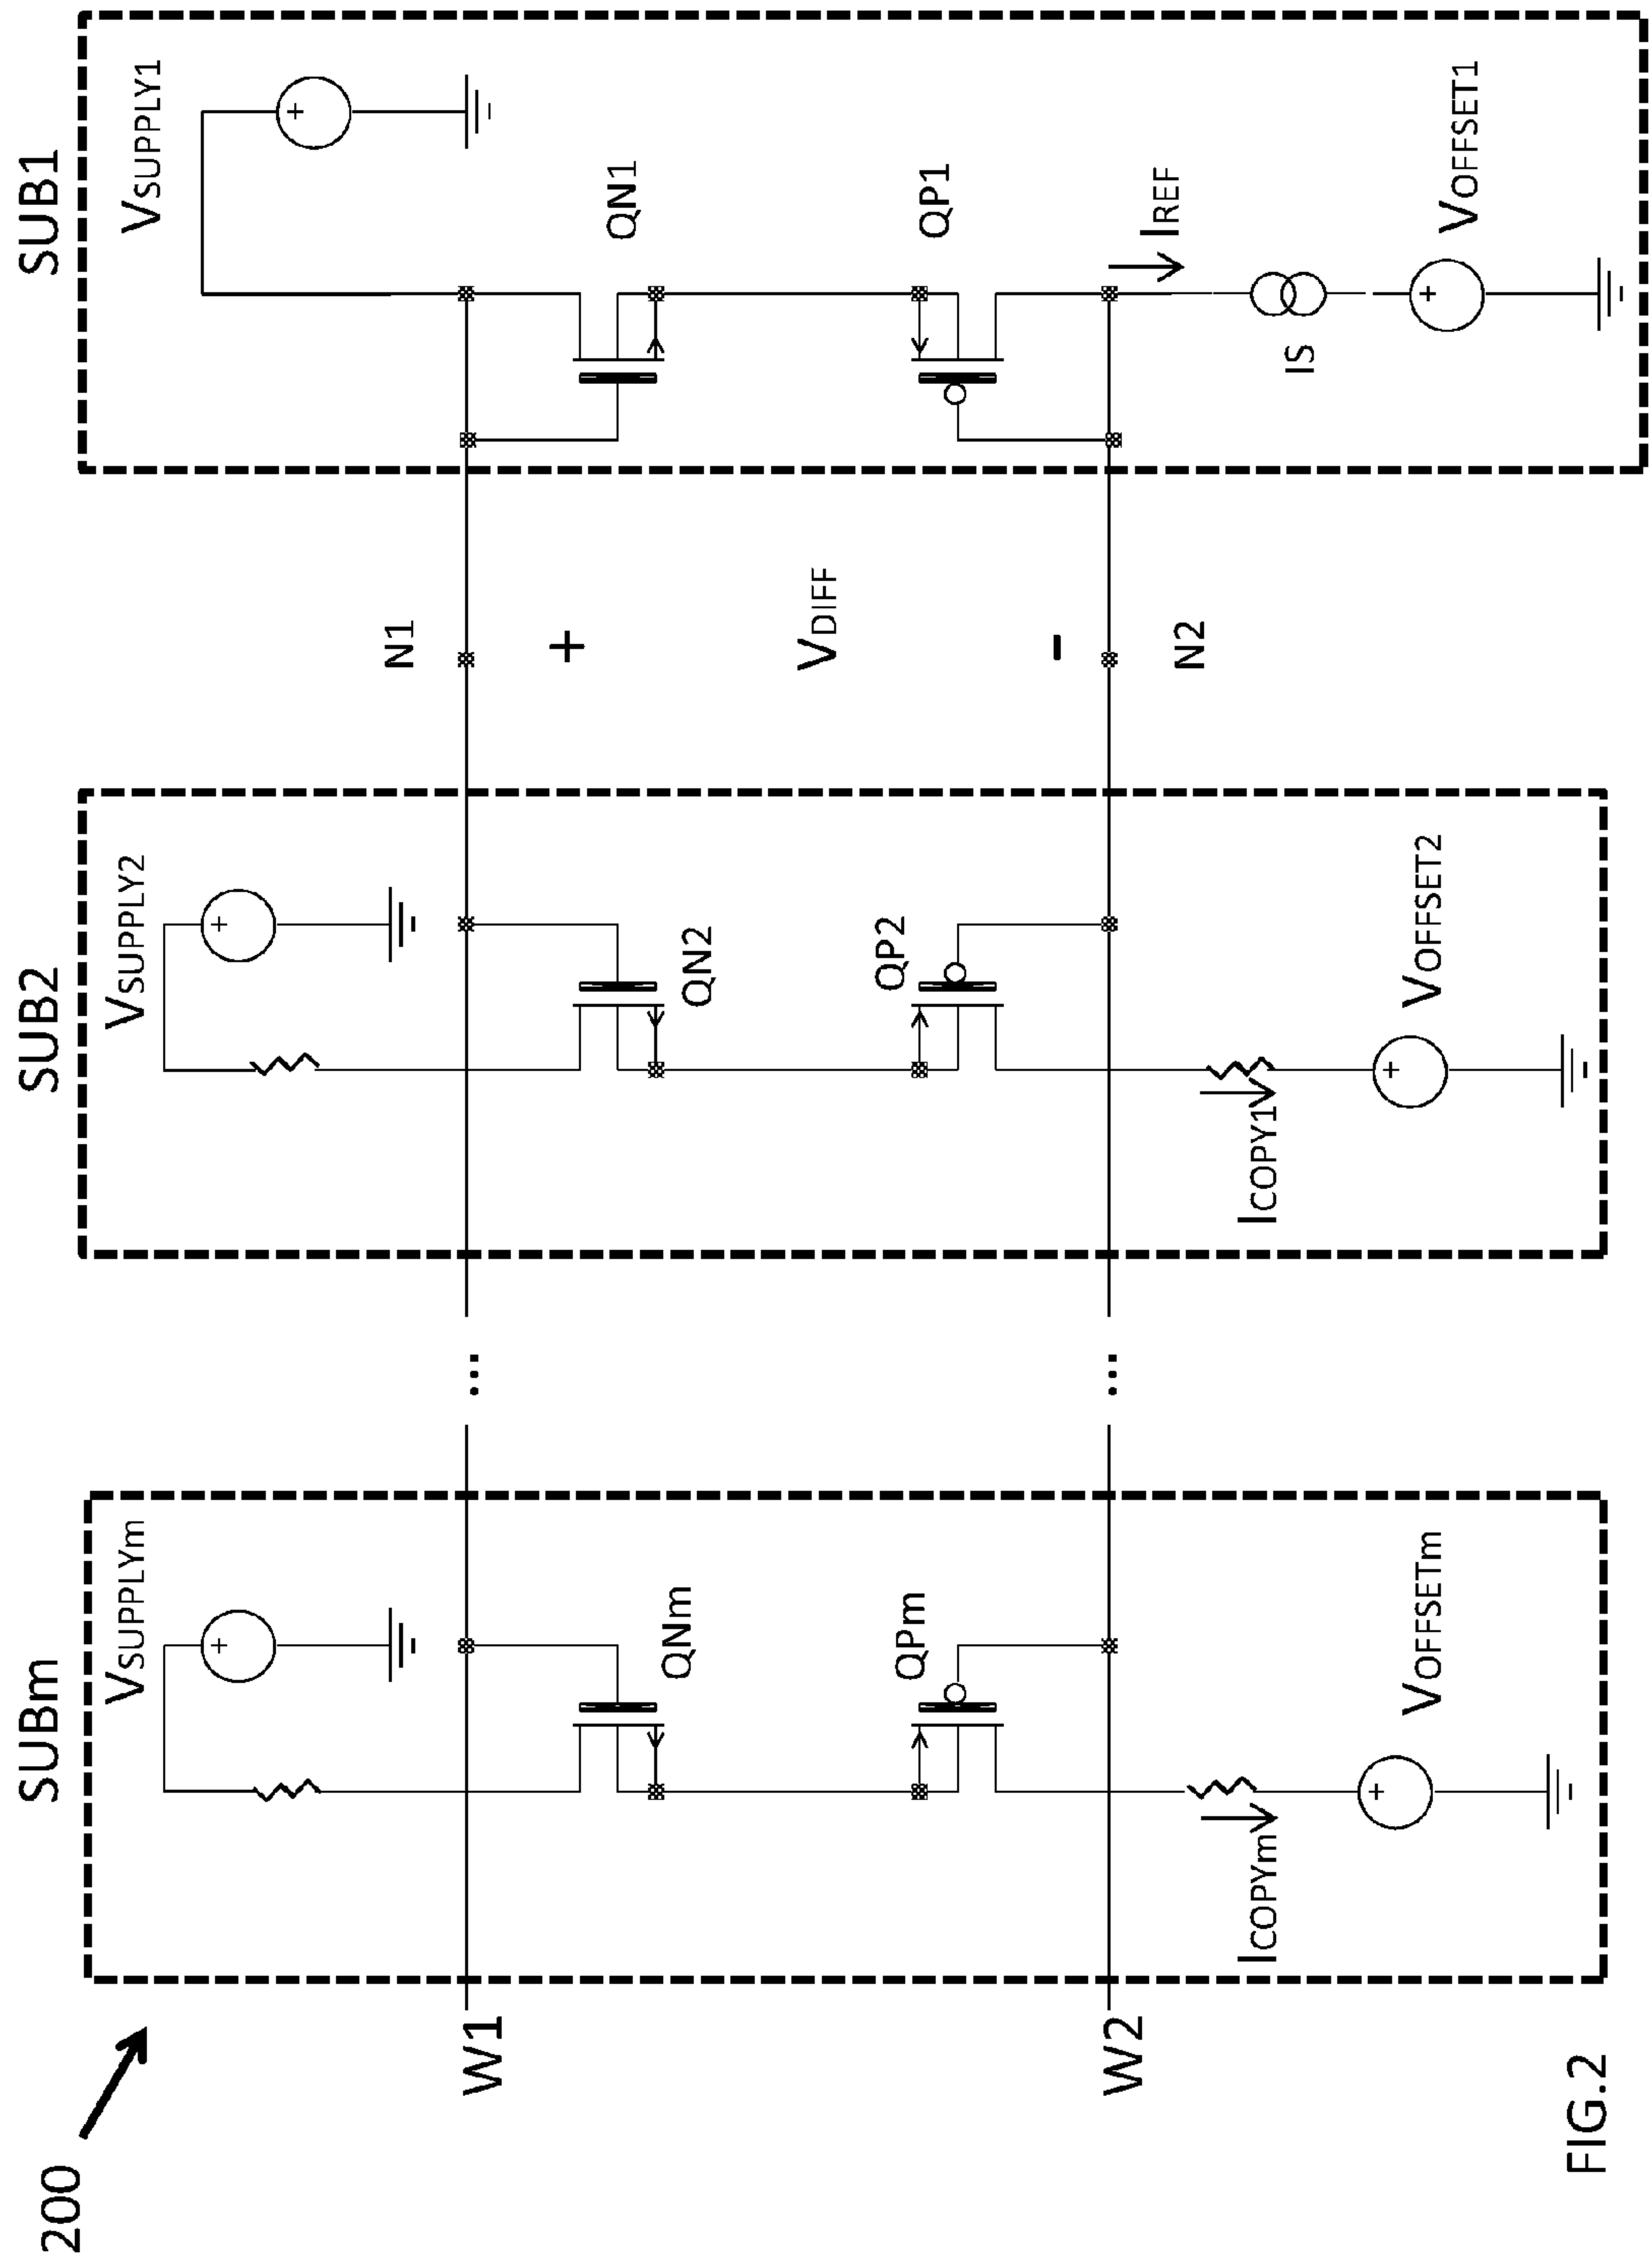 200
SUBm
SUB2
SUB1
VSUPPLYm
VSUPPLY2
VSUPPLY1
+
+
+
W1
...
N1
QNm
QN2
QN1
+
VDIFF
-
QPm
QP2
QP1
W2
...
N2
IREF
ICOPYm
ICOPY1
IS
+
+
+
VOFFSETm
VOFFSET2
VOFFSET1
FIG.2